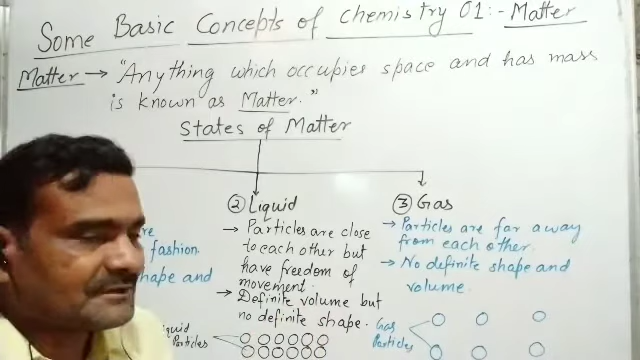 Some Basic Concepts of chemistry 01:- Matter
Matter → "Anything which occupies space and has mass
is known as Matter."
States of Matter
re
fashion
hape and
② Liquid
→ Particles are close
to each other but
have freedom of
movement.
→ Definite volume but
no definite shape.
iquid
Particles
③ Gas
→ Particles are far away
from each other.
→ No definite shape and
volume.
Gas
Particles